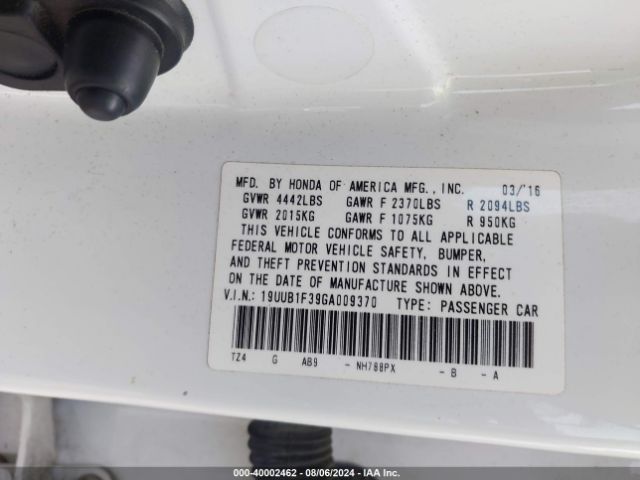 MFD. BY HONDA OF AMERICA MFG., INC. 03/'16
GVWR 4442LBS GAWR F 2370LBS R 2094LBS
GVWR 2015KG GAWR F 1075KG R 950KG
THIS VEHICLE CONFORMS TO ALL APPLICABLE
FEDERAL MOTOR VEHICLE SAFETY, BUMPER,
AND THEFT PREVENTION STANDARDS IN EFFECT
ON THE DATE OF MANUFACTURE SHOWN ABOVE.
V.I.N.: 19UUB1F39GA009370 TYPE: PASSENGER CAR
TZ4 G AB9 - NH788PX - B - A
000-40002462 - 08/06/2024 - IAA Inc.